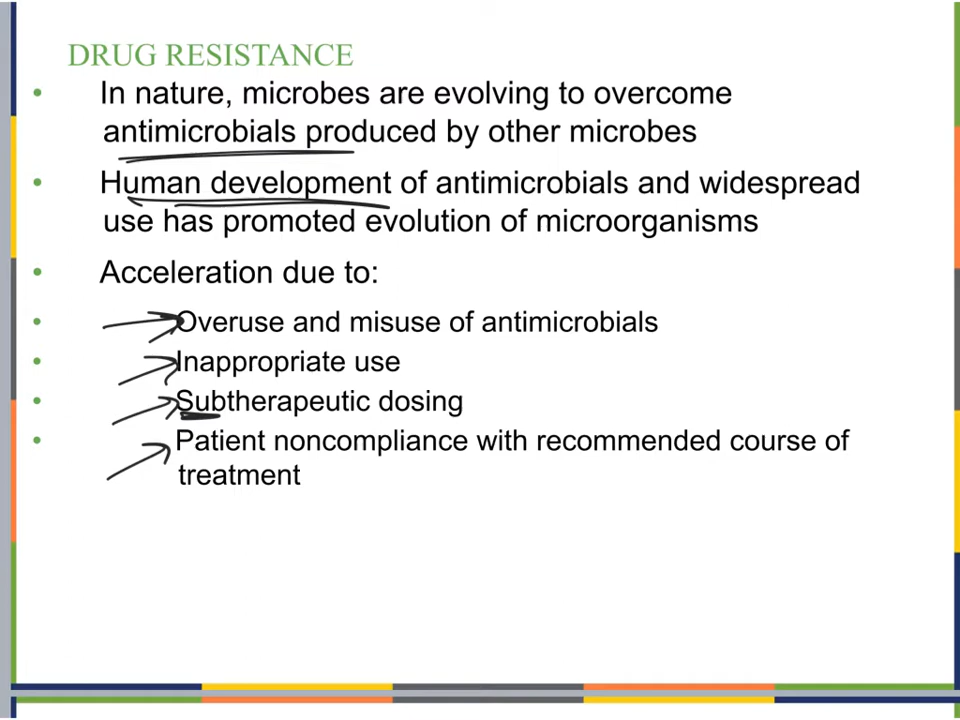 DRUG RESISTANCE
• In nature, microbes are evolving to overcome
antimicrobials produced by other microbes
• Human development of antimicrobials and widespread
use has promoted evolution of microorganisms
• Acceleration due to:
• Overuse and misuse of antimicrobials
• Inappropriate use
• Subtherapeutic dosing
• Patient noncompliance with recommended course of
treatment